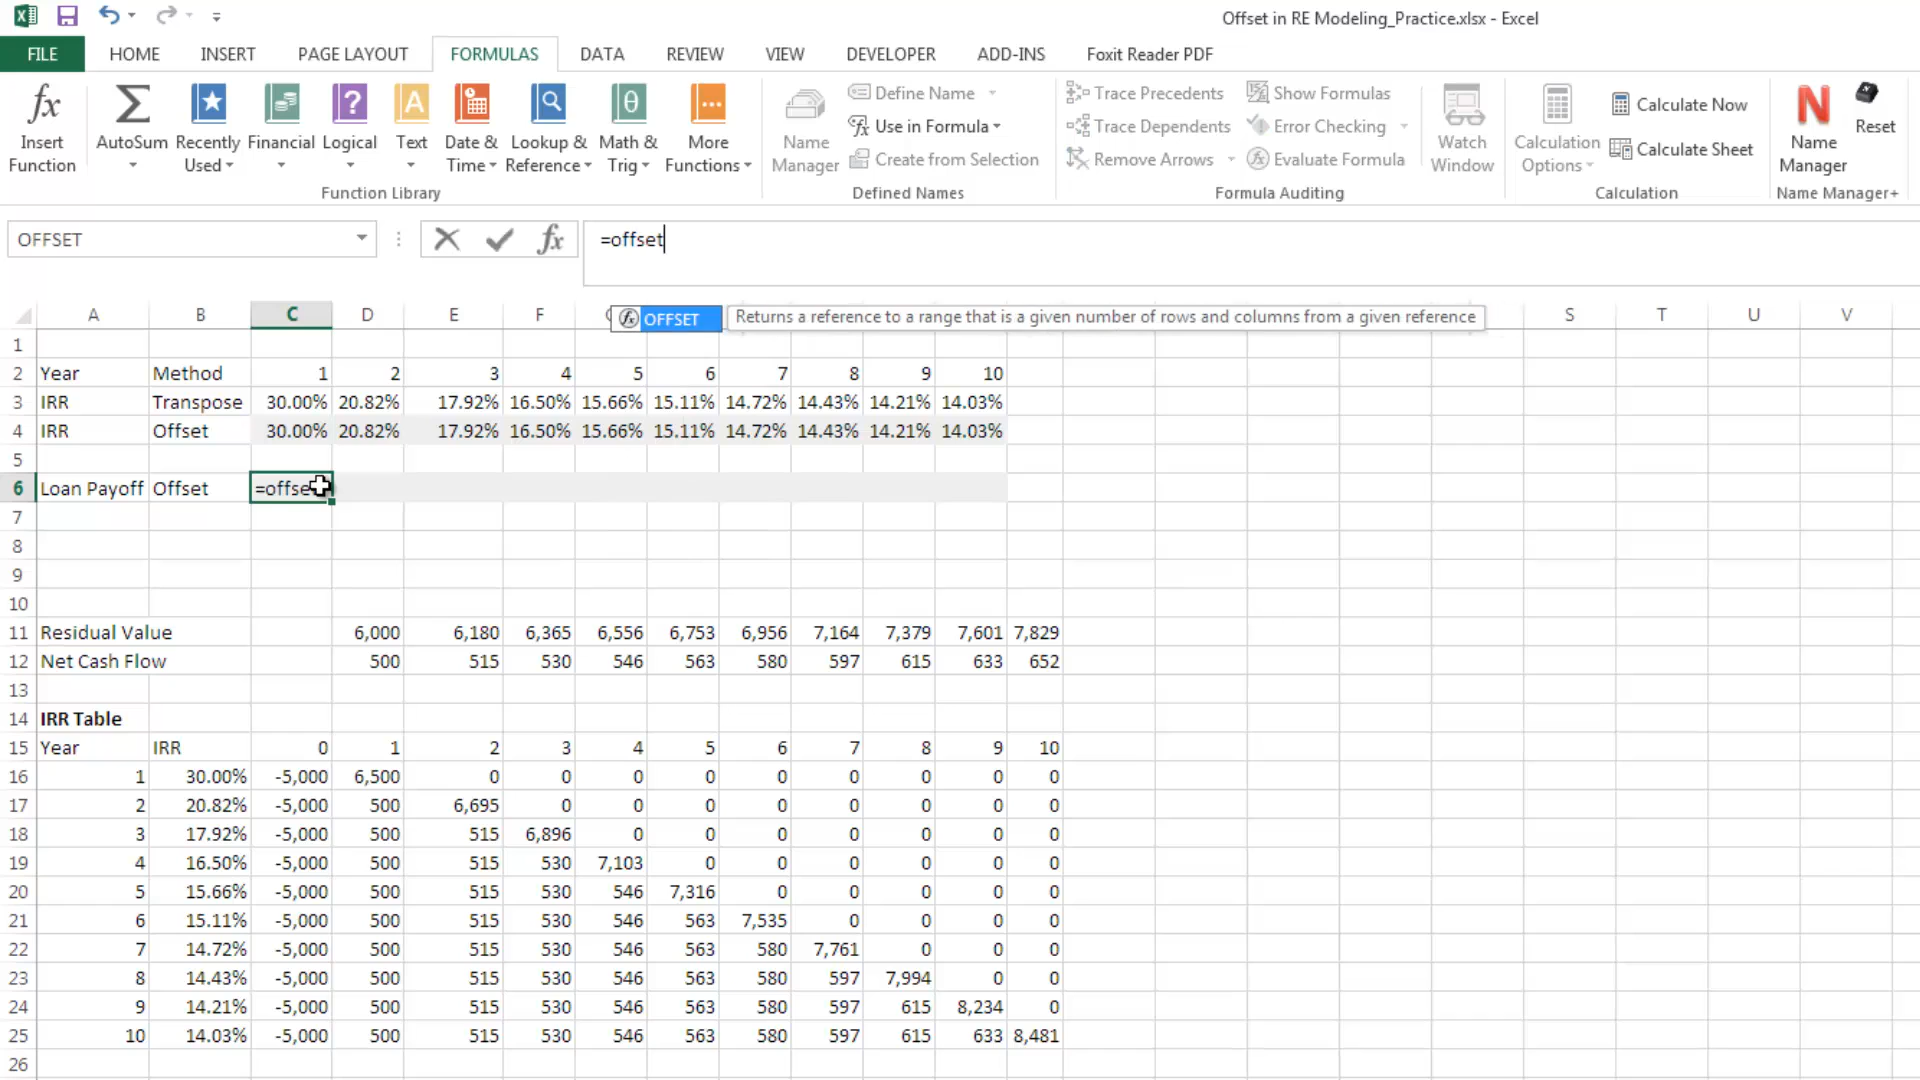 Offset in RE Modeling_Practice.xlsx - Excel
FILE HOME INSERT PAGE LAYOUT FORMULAS DATA REVIEW VIEW DEVELOPER ADD-INS Foxit Reader PDF
Insert Function
AutoSum
Recently Used
Financial
Logical
Text
Date & Time
Lookup & Reference
Math & Trig
More Functions
Function Library
Name Manager
Define Name
Use in Formula
Create from Selection
Defined Names
Trace Precedents
Trace Dependents
Remove Arrows
Show Formulas
Error Checking
Evaluate Formula
Formula Auditing
Watch Window
Calculation Options
Calculate Now
Calculate Sheet
Calculation
Name Manager
Reset
Name Manager+
OFFSET fx =offset
A B C D E F S T U V
OFFSET Returns a reference to a range that is a given number of rows and columns from a given reference
1
2 Year Method 1 2 3 4 5 6 7 8 9 10
3 IRR Transpose 30.00% 20.82% 17.92% 16.50% 15.66% 15.11% 14.72% 14.43% 14.21% 14.03%
4 IRR Offset 30.00% 20.82% 17.92% 16.50% 15.66% 15.11% 14.72% 14.43% 14.21% 14.03%
5
6 Loan Payoff Offset =offse
7
8
9
10
11 Residual Value 6,000 6,180 6,365 6,556 6,753 6,956 7,164 7,379 7,601 7,829
12 Net Cash Flow 500 515 530 546 563 580 597 615 633 652
13
14 IRR Table
15 Year IRR 0 1 2 3 4 5 6 7 8 9 10
16 1 30.00% -5,000 6,500 0 0 0 0 0 0 0 0 0
17 2 20.82% -5,000 500 6,695 0 0 0 0 0 0 0 0
18 3 17.92% -5,000 500 515 6,896 0 0 0 0 0 0 0
19 4 16.50% -5,000 500 515 530 7,103 0 0 0 0 0 0
20 5 15.66% -5,000 500 515 530 546 7,316 0 0 0 0 0
21 6 15.11% -5,000 500 515 530 546 563 7,535 0 0 0 0
22 7 14.72% -5,000 500 515 530 546 563 580 7,761 0 0 0
23 8 14.43% -5,000 500 515 530 546 563 580 597 7,994 0 0
24 9 14.21% -5,000 500 515 530 546 563 580 597 615 8,234 0
25 10 14.03% -5,000 500 515 530 546 563 580 597 615 633 8,481
26